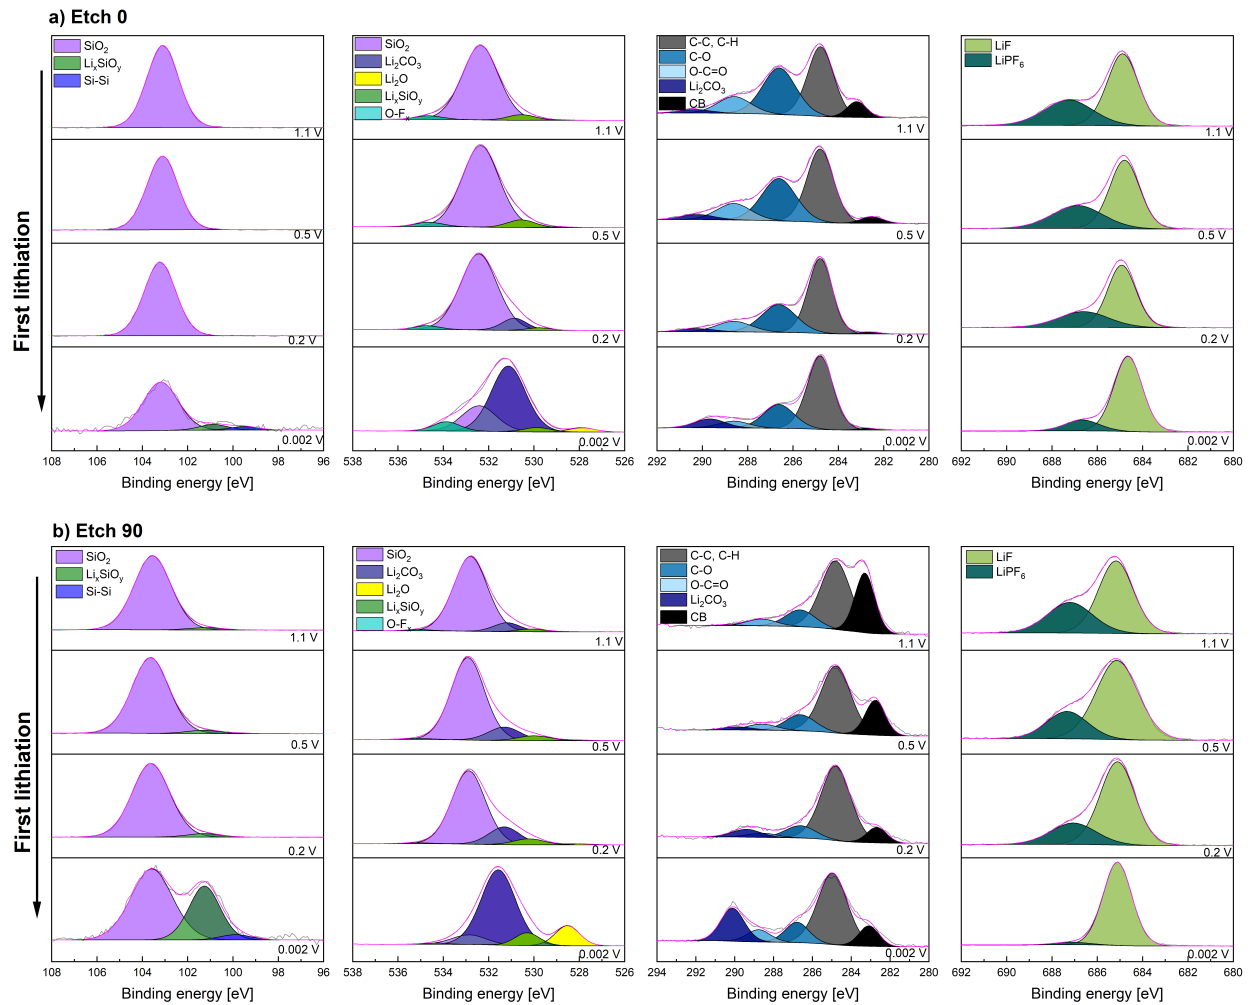 a) Etch 0
First lithiation
SiO₂
LiₓSiOᵧ
Si-Si
1.1 V
0.5 V
0.2 V
0.002 V
108 106 104 102 100 98 96
Binding energy [eV]
SiO₂
Li₂CO₃
Li₂O
LiₓSiOᵧ
O-Fₓ
1.1 V
0.5 V
0.2 V
0.002 V
538 536 534 532 530 528 526
Binding energy [eV]
C-C, C-H
C-O
O-C=O
Li₂CO₃
CB
1.1 V
0.5 V
0.2 V
0.002 V
292 290 288 286 284 282 280
Binding energy [eV]
LiF
LiPF₆
1.1 V
0.5 V
0.2 V
0.002 V
692 690 688 686 684 682 680
Binding energy [eV]
b) Etch 90
First lithiation
SiO₂
LiₓSiOᵧ
Si-Si
1.1 V
0.5 V
0.2 V
0.002 V
108 106 104 102 100 98 96
Binding energy [eV]
SiO₂
Li₂CO₃
Li₂O
LiₓSiOᵧ
O-Fₓ
1.1 V
0.5 V
0.2 V
0.002 V
538 536 534 532 530 528 526
Binding energy [eV]
C-C, C-H
C-O
O-C=O
Li₂CO₃
CB
1.1 V
0.5 V
0.2 V
0.002 V
294 290 288 286 284 282 280
Binding energy [eV]
LiF
LiPF₆
1.1 V
0.5 V
0.2 V
0.002 V
692 690 688 686 684 682 680
Binding energy [eV]